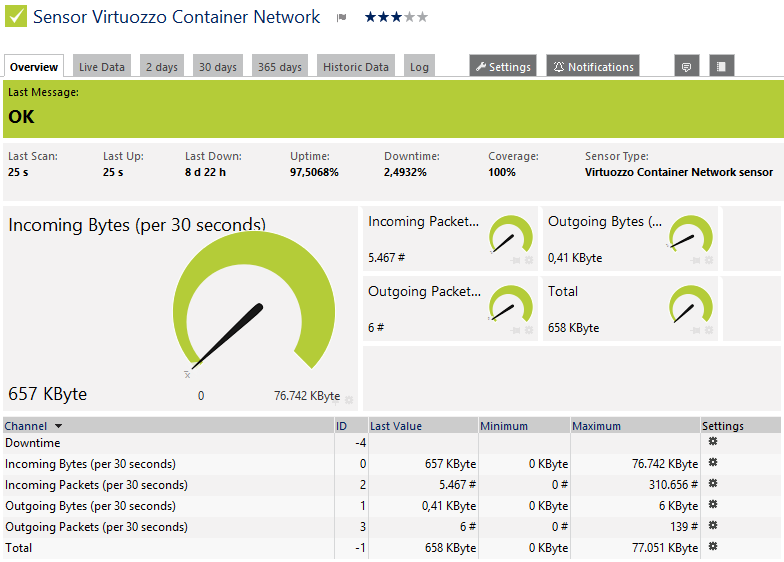 Sensor Virtuozzo Container Network
Overview Live Data 2 days 30 days 365 days Historic Data Log Settings Notifications
Last Message:
OK
Last Scan: Last Up: Last Down: Uptime: Downtime: Coverage: Sensor Type:
25 s 25 s 8 d 22 h 97,5068% 2,4932% 100% Virtuozzo Container Network sensor
Incoming Bytes (per 30 seconds)
657 KByte
0 76.742 KByte
Incoming Packet...
5.467 #
Outgoing Bytes (...
0,41 KByte
Outgoing Packet...
6 #
Total
658 KByte
Channel ID Last Value Minimum Maximum Settings
Downtime -4
Incoming Bytes (per 30 seconds) 0 657 KByte 0 KByte 76.742 KByte
Incoming Packets (per 30 seconds) 2 5.467 # 0 # 310.656 #
Outgoing Bytes (per 30 seconds) 1 0,41 KByte 0 KByte 6 KByte
Outgoing Packets (per 30 seconds) 3 6 # 0 # 139 #
Total -1 658 KByte 0 KByte 77.051 KByte